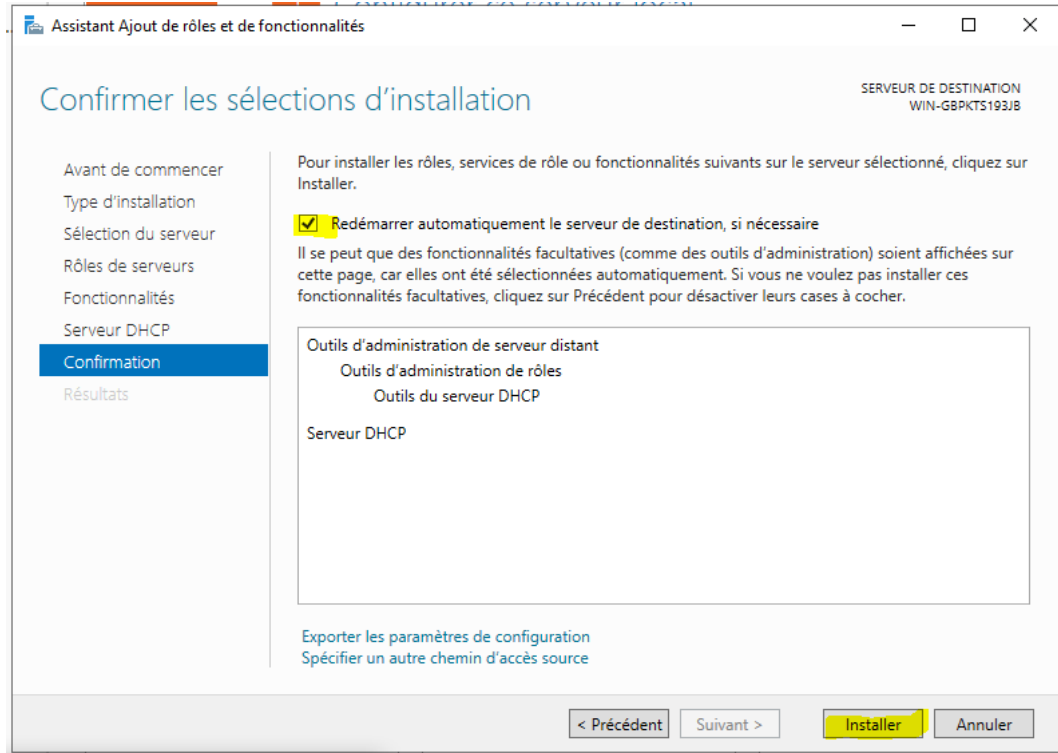 Assistant Ajout de rôles et de fonctionnalités
Confirmer les sélections d’installation
SERVEUR DE DESTINATION
WIN-GBPKTS193JB
Avant de commencer
Type d’installation
Sélection du serveur
Rôles de serveurs
Fonctionnalités
Serveur DHCP
Confirmation
Résultats
Pour installer les rôles, services de rôle ou fonctionnalités suivants sur le serveur sélectionné, cliquez sur
Installer.
Redémarrer automatiquement le serveur de destination, si nécessaire
Il se peut que des fonctionnalités facultatives (comme des outils d’administration) soient affichées sur
cette page, car elles ont été sélectionnées automatiquement. Si vous ne voulez pas installer ces
fonctionnalités facultatives, cliquez sur Précédent pour désactiver leurs cases à cocher.
Outils d’administration de serveur distant
Outils d’administration de rôles
Outils du serveur DHCP
Serveur DHCP
Exporter les paramètres de configuration
Spécifier un autre chemin d’accès source
< Précédent
Suivant >
Installer
Annuler